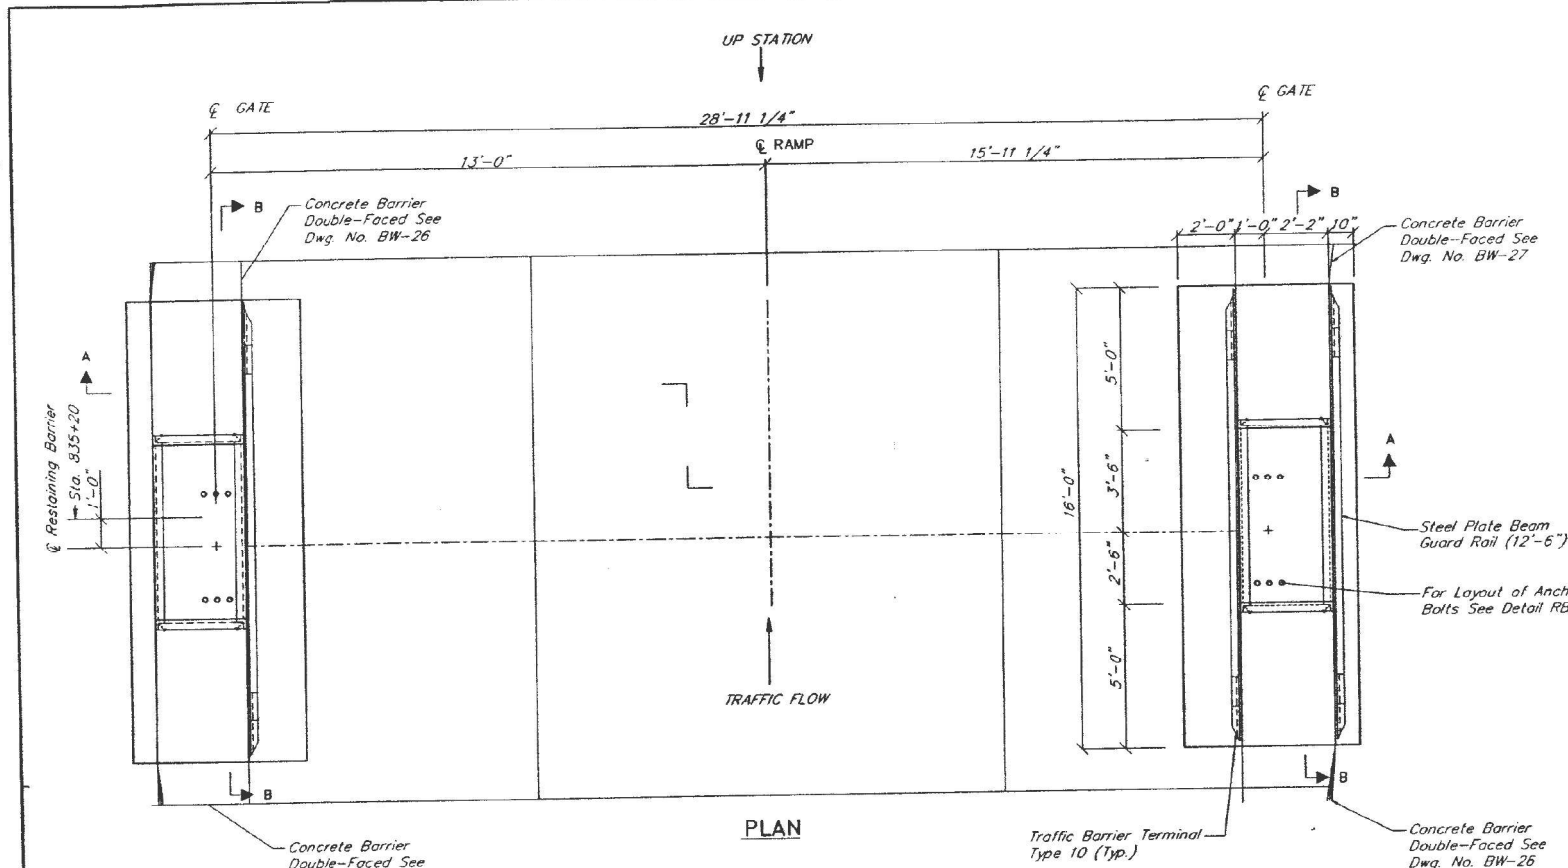 UP STATION
℄ GATE
℄ GATE
28'-11 1/4"
℄ RAMP
13'-0"
15'-11 1/4"
B
B
Concrete Barrier
Double-Faced See
Dwg. No. BW-26
2'-0" 1'-0 2'-2" 10"
Concrete Barrier
Double-Faced See
Dwg. No. BW-27
A
A
℄ Restaining Barrier
Sta. 835+20
1'-0"
16'-0"
5'-0"
3'-6"
2'-6"
5'-0"
Steel Plate Beam
Guard Rail (12'-6")
For Layout of Anch
Bolts See Detail RB
TRAFFIC FLOW
B
B
PLAN
Traffic Barrier Terminal
Type 10 (Typ.)
Concrete Barrier
Double-Faced See
Concrete Barrier
Double-Faced See
Dwg. No. BW-26